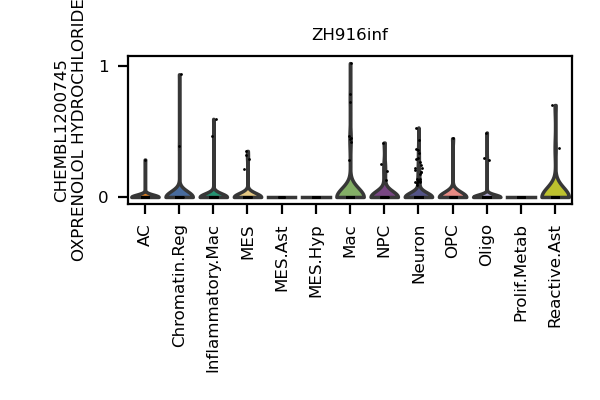 ZH916inf
CHEMBL1200745
OXPRENOLOL HYDROCHLORIDE
1
0
AC
Chromatin.Reg
Inflammatory.Mac
MES
MES.Ast
MES.Hyp
Mac
NPC
Neuron
OPC
Oligo
Prolif.Metab
Reactive.Ast